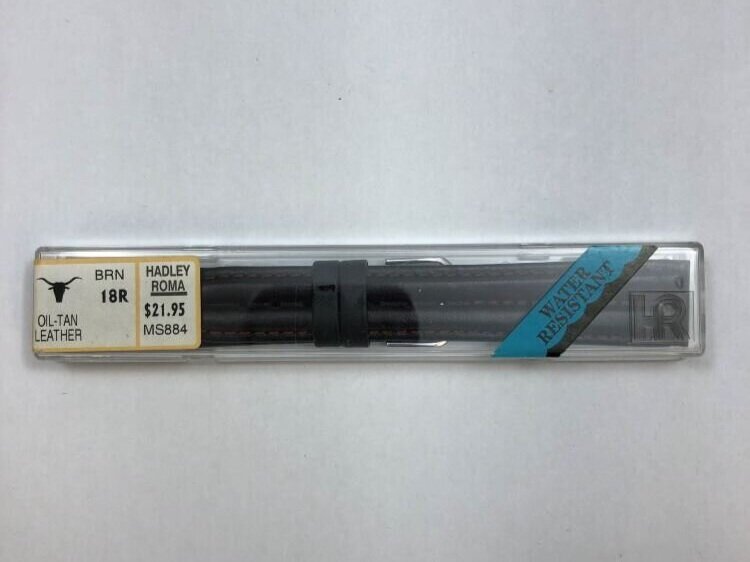 BRN
18R
OIL-TAN
LEATHER
HADLEY
ROMA
$21.95
MS884
WATER
RESISTANT
HR